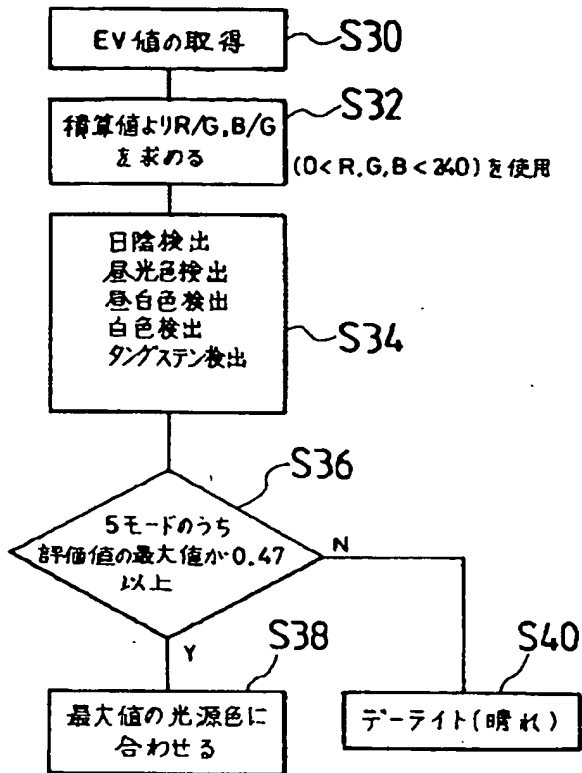 EV値の取得
S30
積算値よりR/G,B/G
を求める
S32
(0<R,G,B<240)を使用
日陰検出
昼光色検出
昼白色検出
白色検出
タングステン検出
S34
S36
5モードのうち
評価値の最大値が0.47
以上
N
Y
S38
最大値の光源色に
合わせる
S40
デーライト(晴れ)